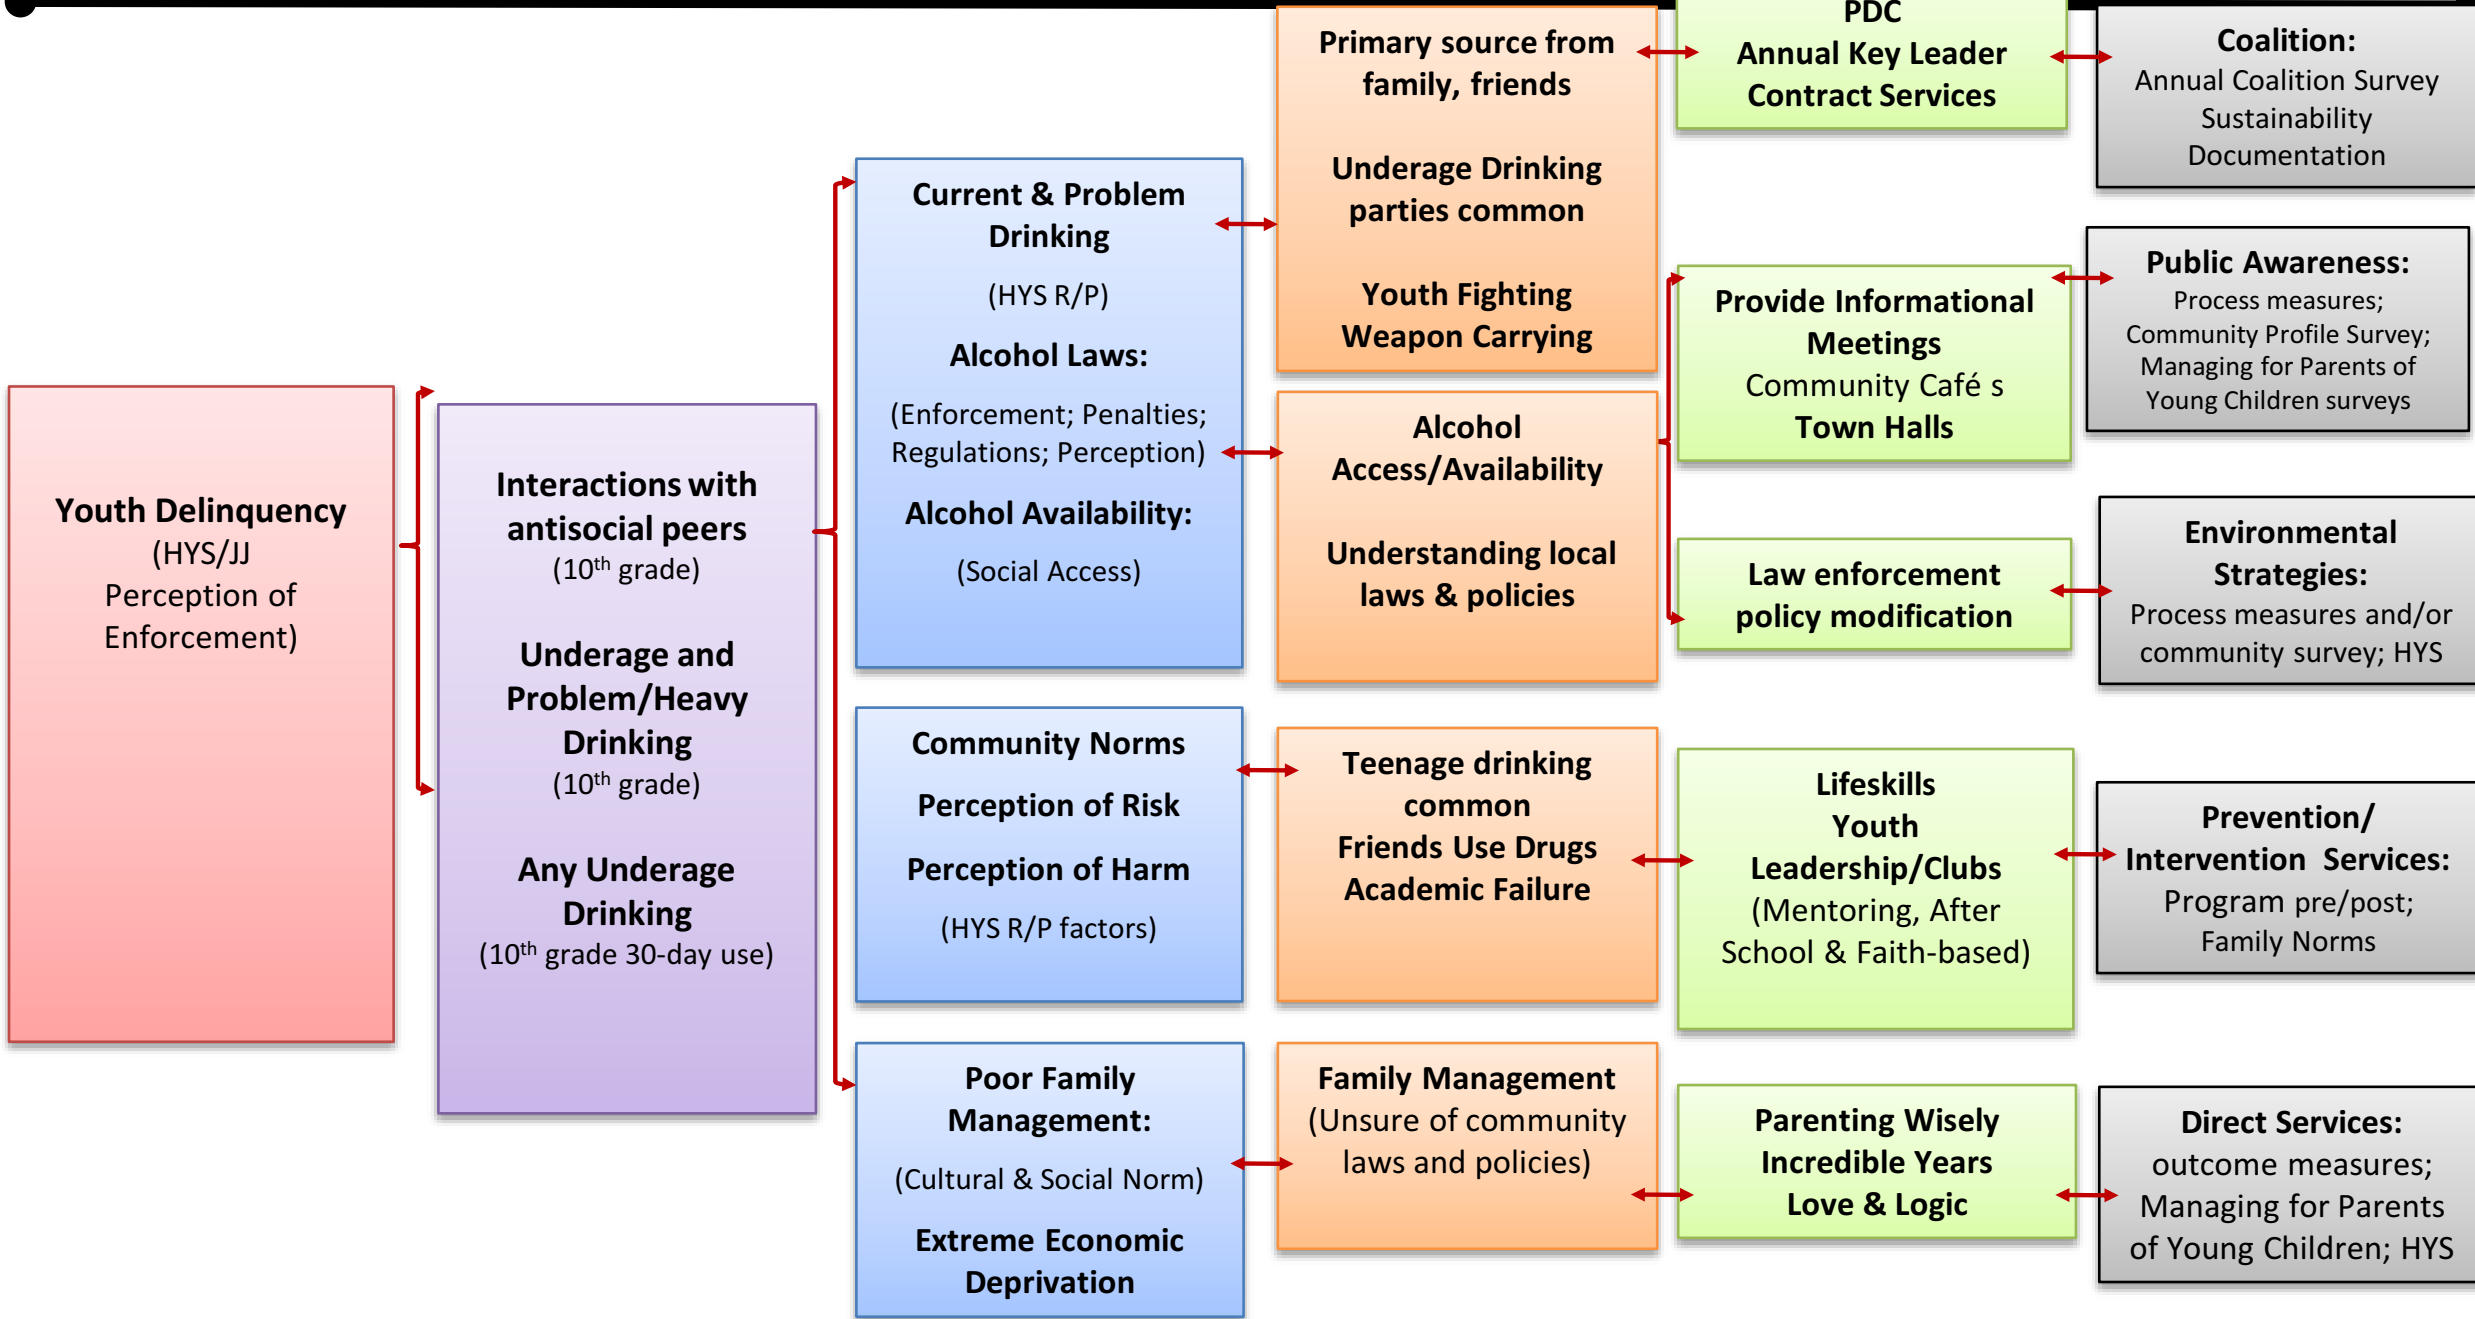 Youth Delinquency
(HYS/JJ
Perception of
Enforcement)
Interactions with
antisocial peers
(10th grade)
Underage and
Problem/Heavy
Drinking
(10th grade)
Any Underage
Drinking
(10th grade 30-day use)
Current & Problem
Drinking
(HYS R/P)
Alcohol Laws:
(Enforcement; Penalties;
Regulations; Perception)
Alcohol Availability:
(Social Access)
Community Norms
Perception of Risk
Perception of Harm
(HYS R/P factors)
Poor Family
Management:
(Cultural & Social Norm)
Extreme Economic
Deprivation
Primary source from
family, friends
Underage Drinking
parties common
Youth Fighting
Weapon Carrying
Alcohol
Access/Availability
Understanding local
laws & policies
Teenage drinking
common
Friends Use Drugs
Academic Failure
Family Management
(Unsure of community
laws and policies)
PDC
Annual Key Leader
Contract Services
Provide Informational
Meetings
Community Café s
Town Halls
Law enforcement
policy modification
Lifeskills
Youth
Leadership/Clubs
(Mentoring, After
School & Faith-based)
Parenting Wisely
Incredible Years
Love & Logic
Coalition:
Annual Coalition Survey
Sustainability
Documentation
Public Awareness:
Process measures;
Community Profile Survey;
Managing for Parents of
Young Children surveys
Environmental
Strategies:
Process measures and/or
community survey; HYS
Prevention/
Intervention Services:
Program pre/post;
Family Norms
Direct Services:
outcome measures;
Managing for Parents
of Young Children; HYS